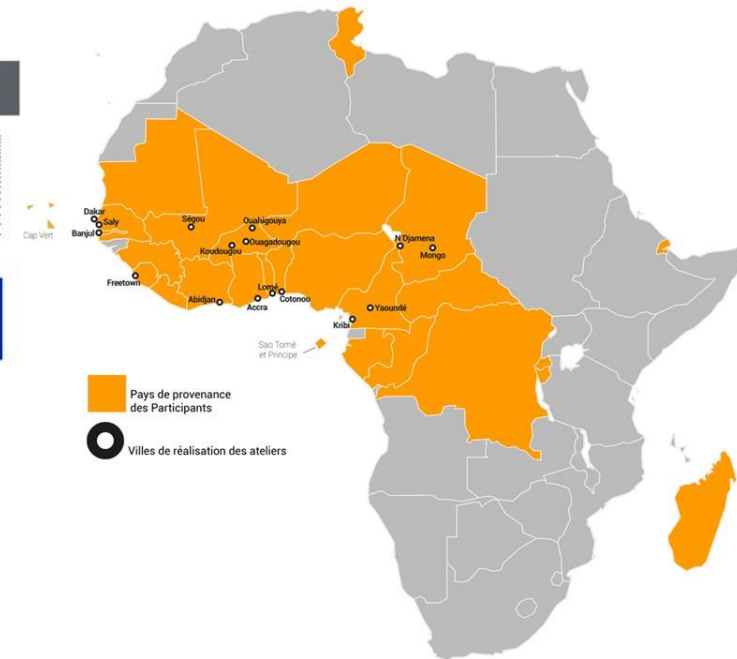 Dakar
Saly
Banjul
Cap Vert
Ségou
Ouahigouya
Ouagadougou
Koudougou
N'Djamena
Mongo
Freetown
Abidjan
Accra
Lomé
Cotonou
Yaoundé
Kribi
Sao Tomé
et Principe
Pays de provenance
des Participants
Villes de réalisation des ateliers